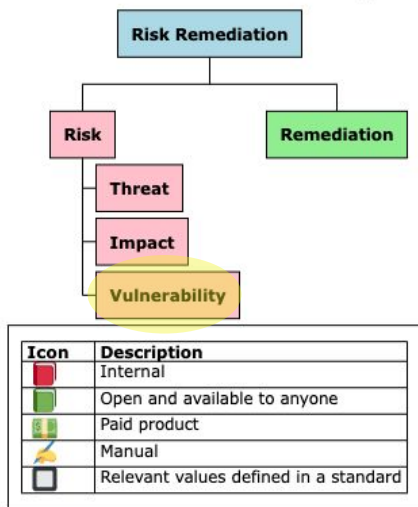 Risk Remediation
Risk
Remediation
Threat
Impact
Vulnerability
Icon Description
Internal
Open and available to anyone
Paid product
Manual
Relevant values defined in a standard